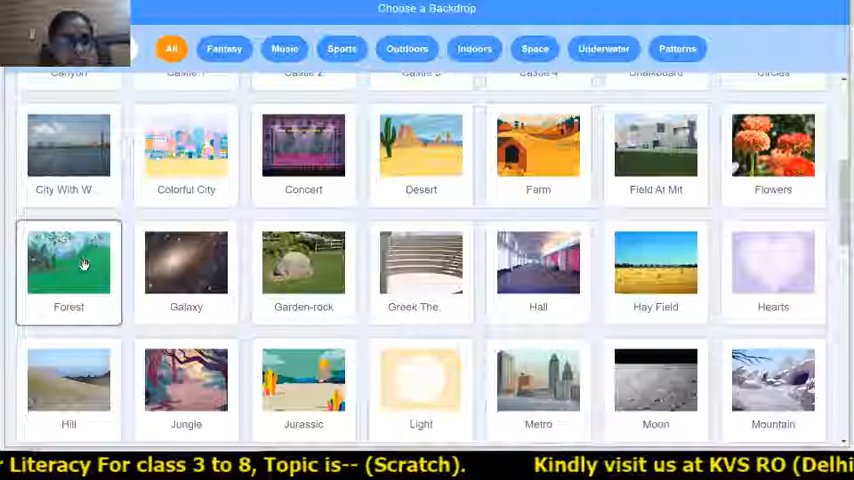 Choose a Backdrop
All Fantasy Music Sports Outdoors Indoors Space Underwater Patterns
Canyon Castle 1 Castle 2 Castle 3 Castle 4 Chalkboard Circles
City With W... Colorful City Concert Desert Farm Field At Mit Flowers
Forest Galaxy Garden-rock Greek The... Hall Hay Field Hearts
Hill Jungle Jurassic Light Metro Moon Mountain
r Literacy For class 3 to 8, Topic is-- (Scratch). Kindly visit us at KVS RO (Delhi